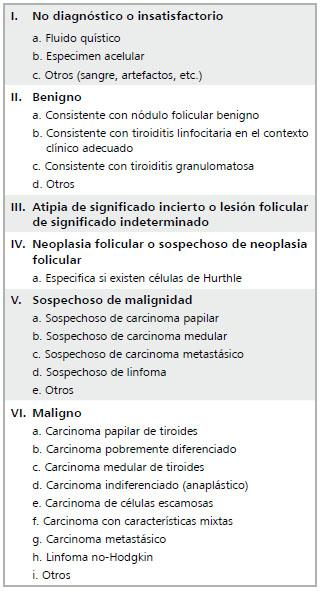 I. No diagnóstico o insatisfactorio
a. Fluido quístico
b. Especimen acelular
c. Otros (sangre, artefactos, etc.)
II. Benigno
a. Consistente con nódulo folicular benigno
b. Consistente con tiroiditis linfocitaria en el contexto
clínico adecuado
c. Consistente con tiroiditis granulomatosa
d. Otros
III. Atipia de significado incierto o lesión folicular
de significado indeterminado
IV. Neoplasia folicular o sospechoso de neoplasia
folicular
a. Especifica si existen células de Hurthle
V. Sospechoso de malignidad
a. Sospechoso de carcinoma papilar
b. Sospechoso de carcinoma medular
c. Sospechoso de carcinoma metastásico
d. Sospechoso de linfoma
e. Otros
VI. Maligno
a. Carcinoma papilar de tiroides
b. Carcinoma pobremente diferenciado
c. Carcinoma medular de tiroides
d. Carcinoma indiferenciado (anaplástico)
e. Carcinoma de células escamosas
f. Carcinoma con características mixtas
g. Carcinoma metastásico
h. Linfoma no-Hodgkin
i. Otros